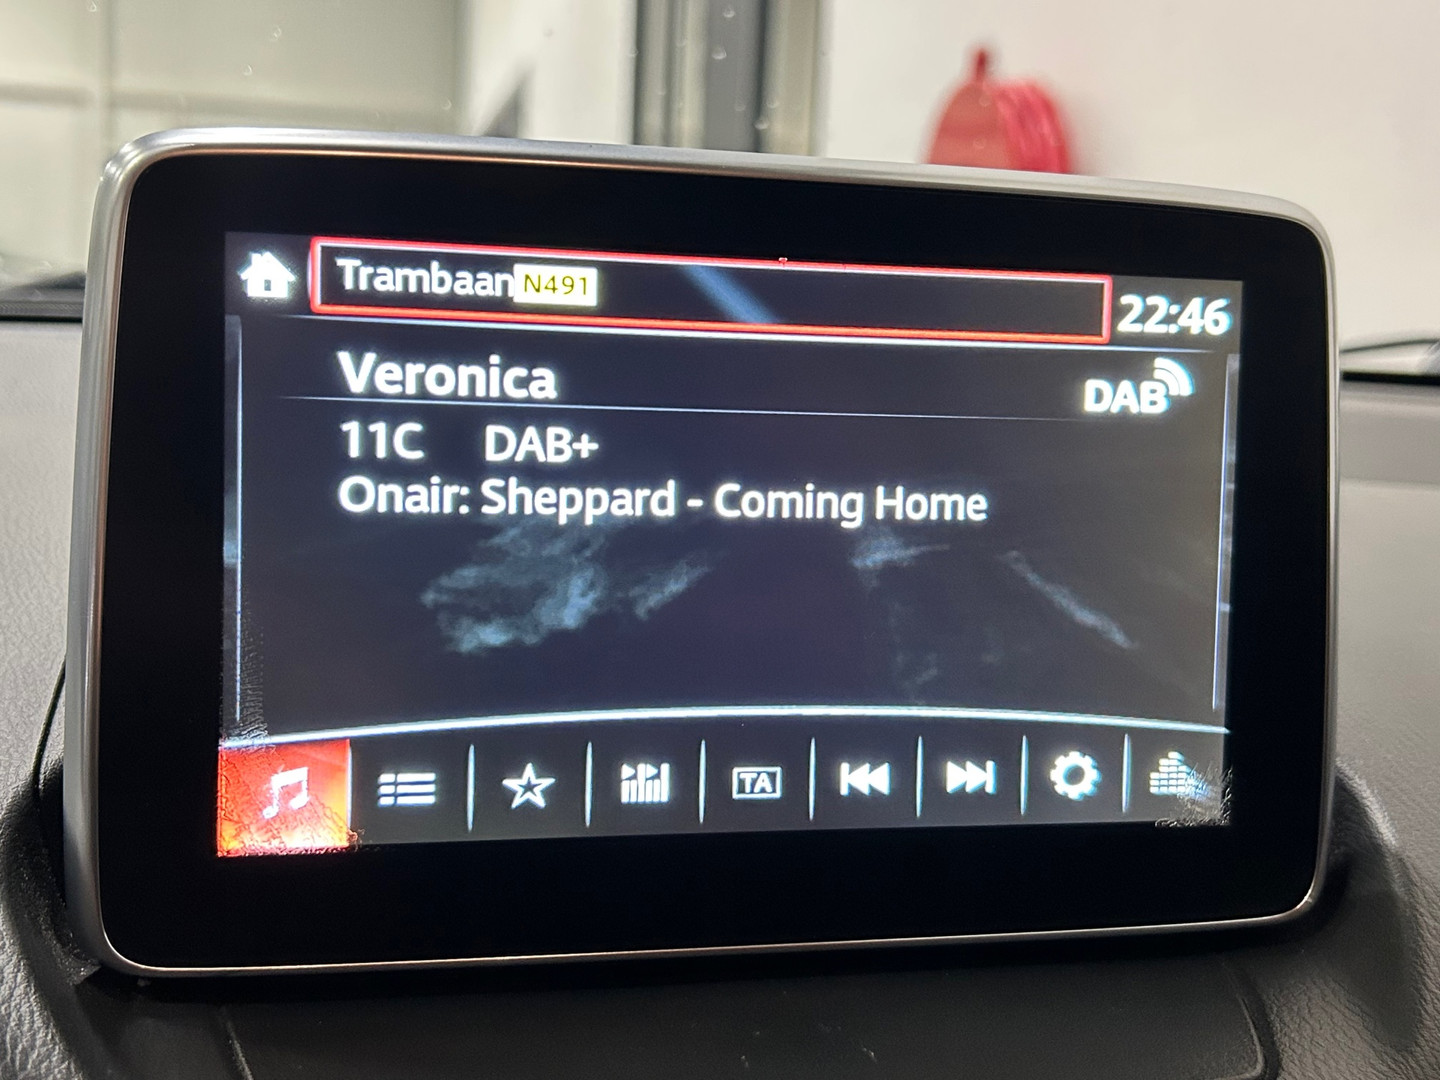 Trambaan N491
22:46
Veronica
DAB
11C DAB+
Onair: Sheppard - Coming Home
TA